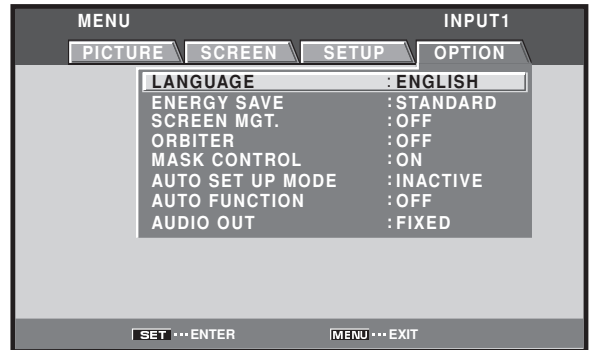 MENU INPUT1
PICTURE SCREEN SETUP OPTION
LANGUAGE : ENGLISH
ENERGY SAVE : STANDARD
SCREEN MGT. : OFF
ORBITER : OFF
MASK CONTROL : ON
AUTO SET UP MODE : INACTIVE
AUTO FUNCTION : OFF
AUDIO OUT : FIXED
SET ··· ENTER MENU ··· EXIT